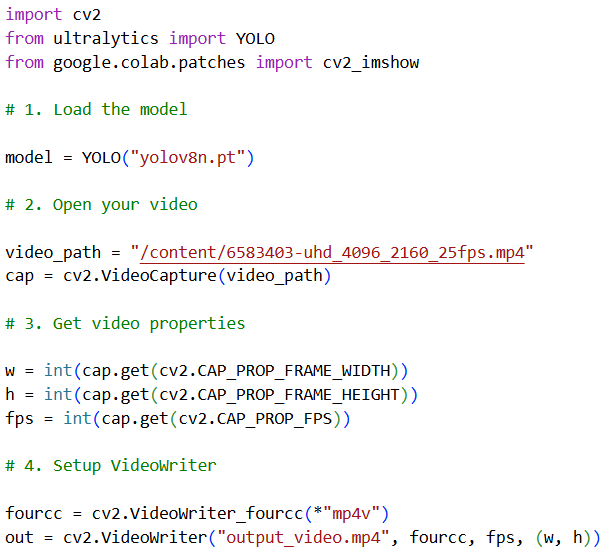 import cv2
from ultralytics import YOLO
from google.colab.patches import cv2_imshow
# 1. Load the model
model = YOLO("yolov8n.pt")
# 2. Open your video
video_path = "/content/6583403-uhd_4096_2160_25fps.mp4"
cap = cv2.VideoCapture(video_path)
# 3. Get video properties
w = int(cap.get(cv2.CAP_PROP_FRAME_WIDTH))
h = int(cap.get(cv2.CAP_PROP_FRAME_HEIGHT))
fps = int(cap.get(cv2.CAP_PROP_FPS))
# 4. Setup VideoWriter
fourcc = cv2.VideoWriter_fourcc(*"mp4v")
out = cv2.VideoWriter("output_video.mp4", fourcc, fps, (w, h))